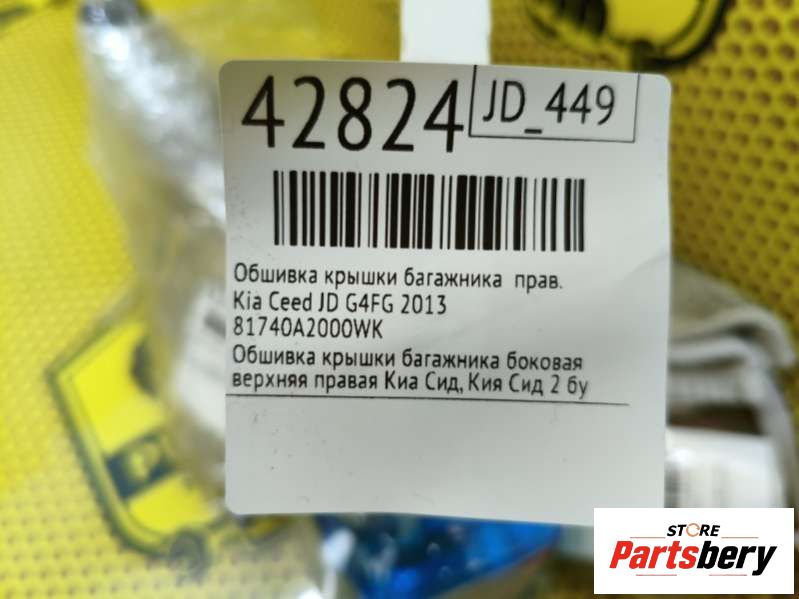 42824
JD_449
Обшивка крышки багажника прав.
Kia Ceed JD G4FG 2013
81740A2000WK
Обшивка крышки багажника боковая
верхняя правая Киа Сид, Кия Сид 2 бу
STORE
Partsbery